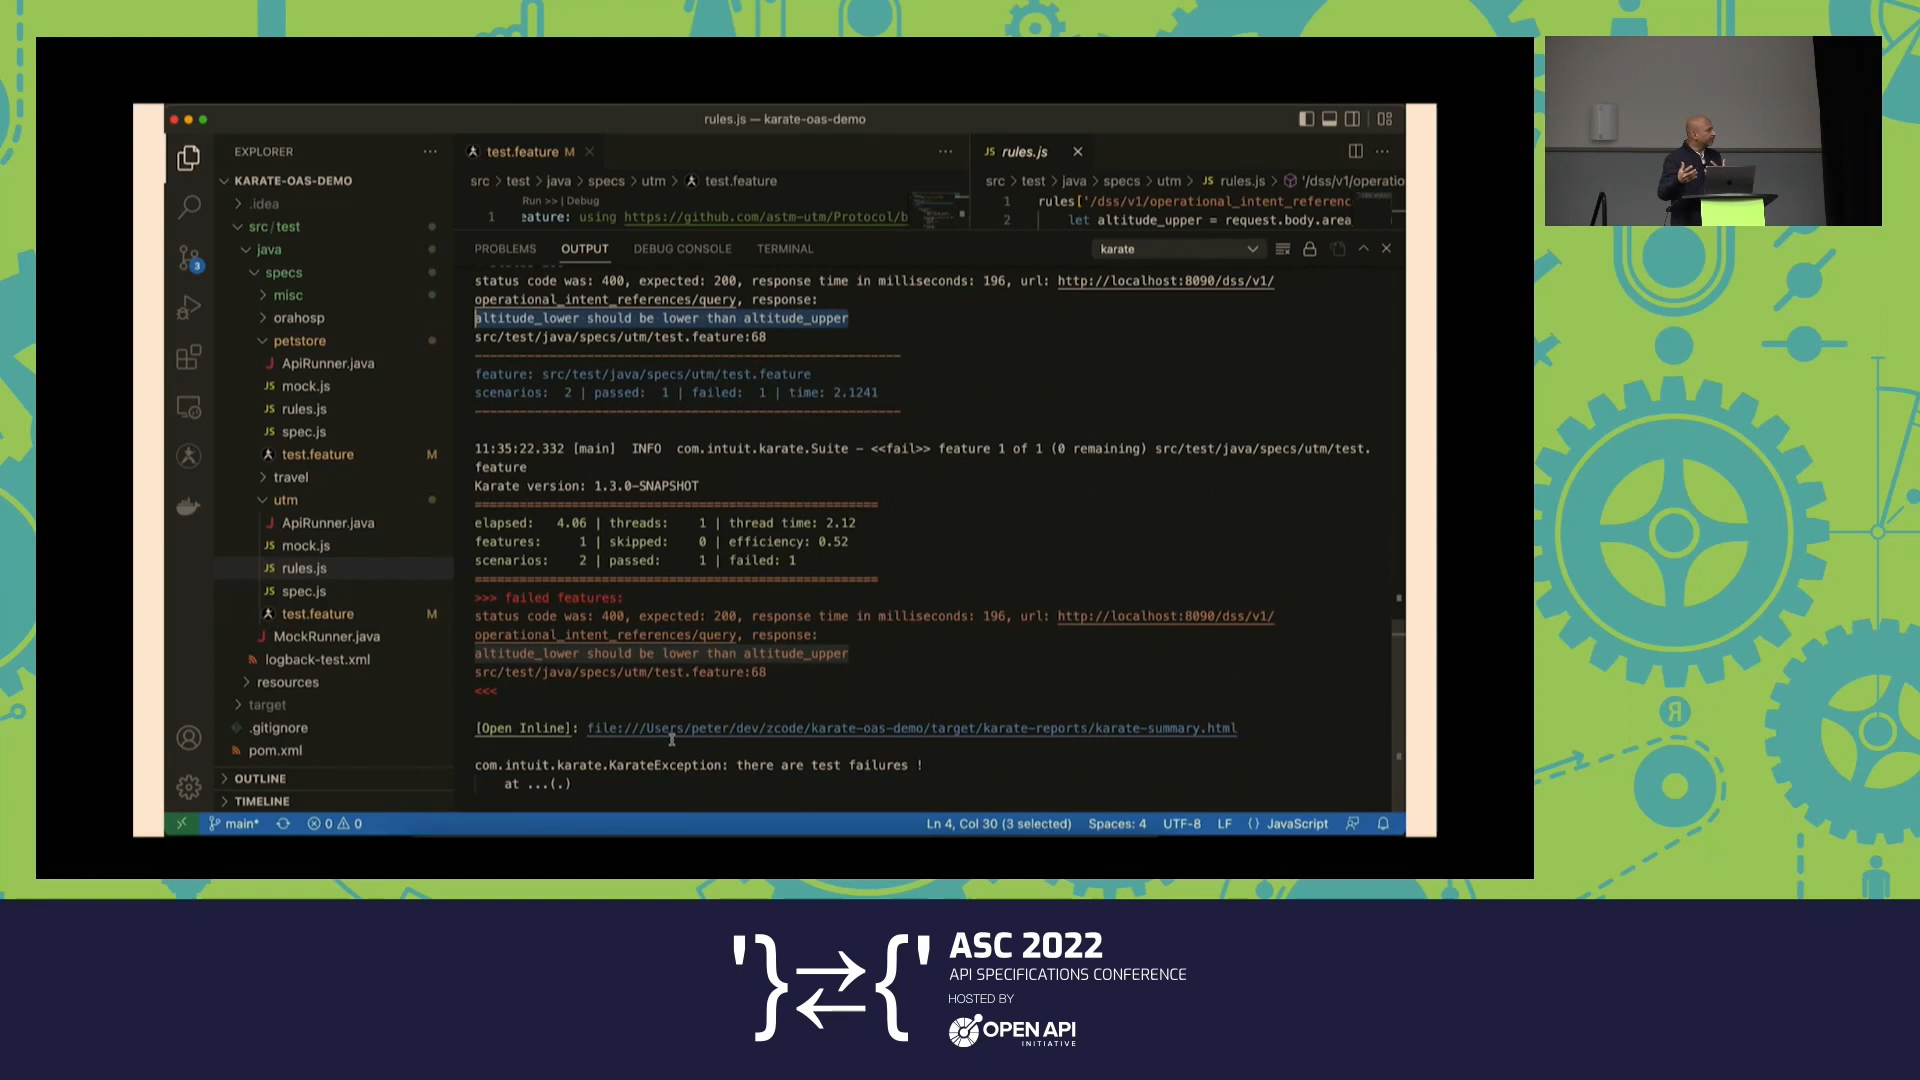 rules.js — karate-oas-demo
EXPLORER
KARATE-OAS-DEMO
.idea
src/test
java
specs
misc
orahosp
petstore
ApiRunner.java
mock.js
rules.js
spec.js
test.feature M
travel
utm
ApiRunner.java
mock.js
rules.js
spec.js
test.feature M
MockRunner.java
logback-test.xml
resources
target
.gitignore
pom.xml
OUTLINE
TIMELINE
3
test.feature M
src > test > java > specs > utm > test.feature
Run >> | Debug
1 eature: using https://github.com/astm-utm/Protocol/b
JS rules.js
src > test > java > specs > utm > JS rules.js > '/dss/v1/operatio
1 rules['/dss/v1/operational_intent_referenc
2 let altitude_upper = request.body.area
PROBLEMS OUTPUT DEBUG CONSOLE TERMINAL karate
status code was: 400, expected: 200, response time in milliseconds: 196, url: http://localhost:8090/dss/v1/
operational_intent_references/query, response:
altitude_lower should be lower than altitude_upper
src/test/java/specs/utm/test.feature:68
feature: src/test/java/specs/utm/test.feature
scenarios: 2 | passed: 1 | failed: 1 | time: 2.1241
11:35:22.332 [main] INFO com.intuit.karate.Suite - <<fail>> feature 1 of 1 (0 remaining) src/test/java/specs/utm/test.
feature
Karate version: 1.3.0-SNAPSHOT
elapsed: 4.06 | threads: 1 | thread time: 2.12
features: 1 | skipped: 0 | efficiency: 0.52
scenarios: 2 | passed: 1 | failed: 1
>>> failed features:
status code was: 400, expected: 200, response time in milliseconds: 196, url: http://localhost:8090/dss/v1/
operational_intent_references/query, response:
altitude_lower should be lower than altitude_upper
src/test/java/specs/utm/test.feature:68
<<<
[Open Inline]: file:///Users/peter/dev/zcode/karate-oas-demo/target/karate-reports/karate-summary.html
com.intuit.karate.KarateException: there are test failures !
at ...(.)
main* 0 0 Ln 4, Col 30 (3 selected) Spaces: 4 UTF-8 LF {} JavaScript
'}⇄{' ASC 2022
API SPECIFICATIONS CONFERENCE
HOSTED BY
OPENAPI
INITIATIVE